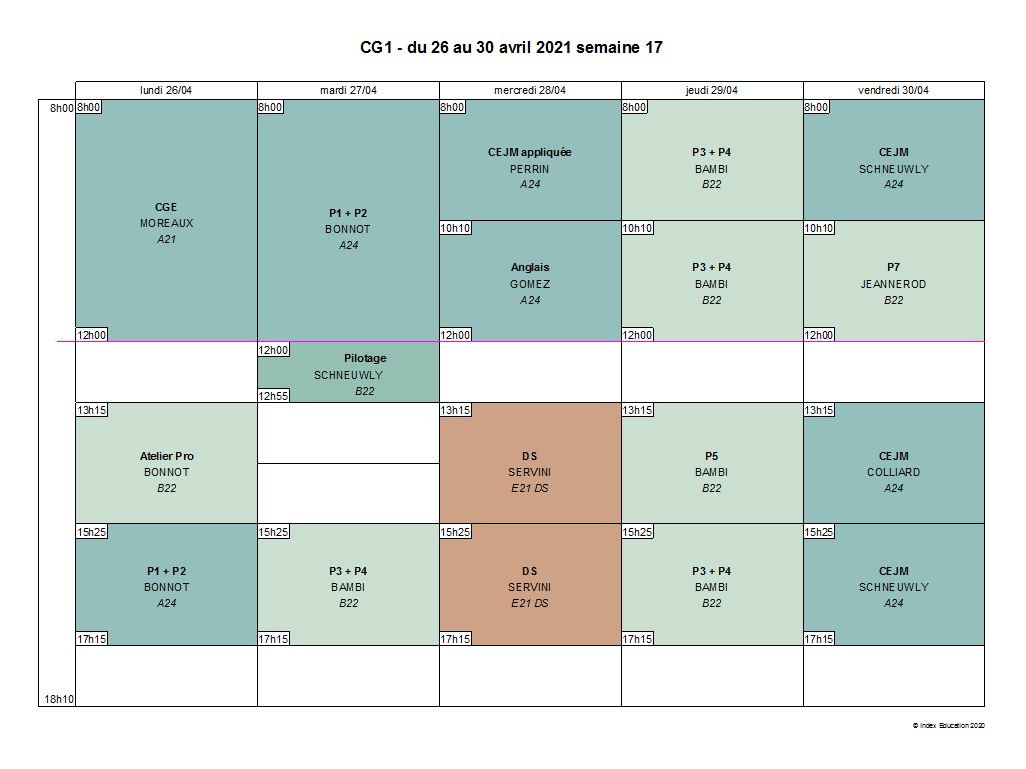 CG1 - du 26 au 30 avril 2021 semaine 17
lundi 26/04
mardi 27/04
mercredi 28/04
jeudi 29/04
vendredi 30/04
8h00
8h00
CGE
MOREAUX
A21
12h00
8h00
P1 + P2
BONNOT
A24
8h00
CEJM appliquée
PERRIN
A24
8h00
P3 + P4
BAMBI
B22
8h00
CEJM
SCHNEUWLY
A24
10h10
Anglais
GOMEZ
A24
12h00
10h10
P3 + P4
BAMBI
B22
12h00
10h10
P7
JEANNEROD
B22
12h00
12h00
Pilotage
SCHNEUWLY
B22
12h55
13h15
Atelier Pro
BONNOT
B22
13h15
DS
SERVINI
E21 DS
13h15
P5
BAMBI
B22
13h15
CEJM
COLLIARD
A24
15h25
P1 + P2
BONNOT
A24
17h15
15h25
P3 + P4
BAMBI
B22
17h15
15h25
DS
SERVINI
E21 DS
17h15
15h25
P3 + P4
BAMBI
B22
17h15
15h25
CEJM
SCHNEUWLY
A24
17h15
18h10
© Index Education 2020